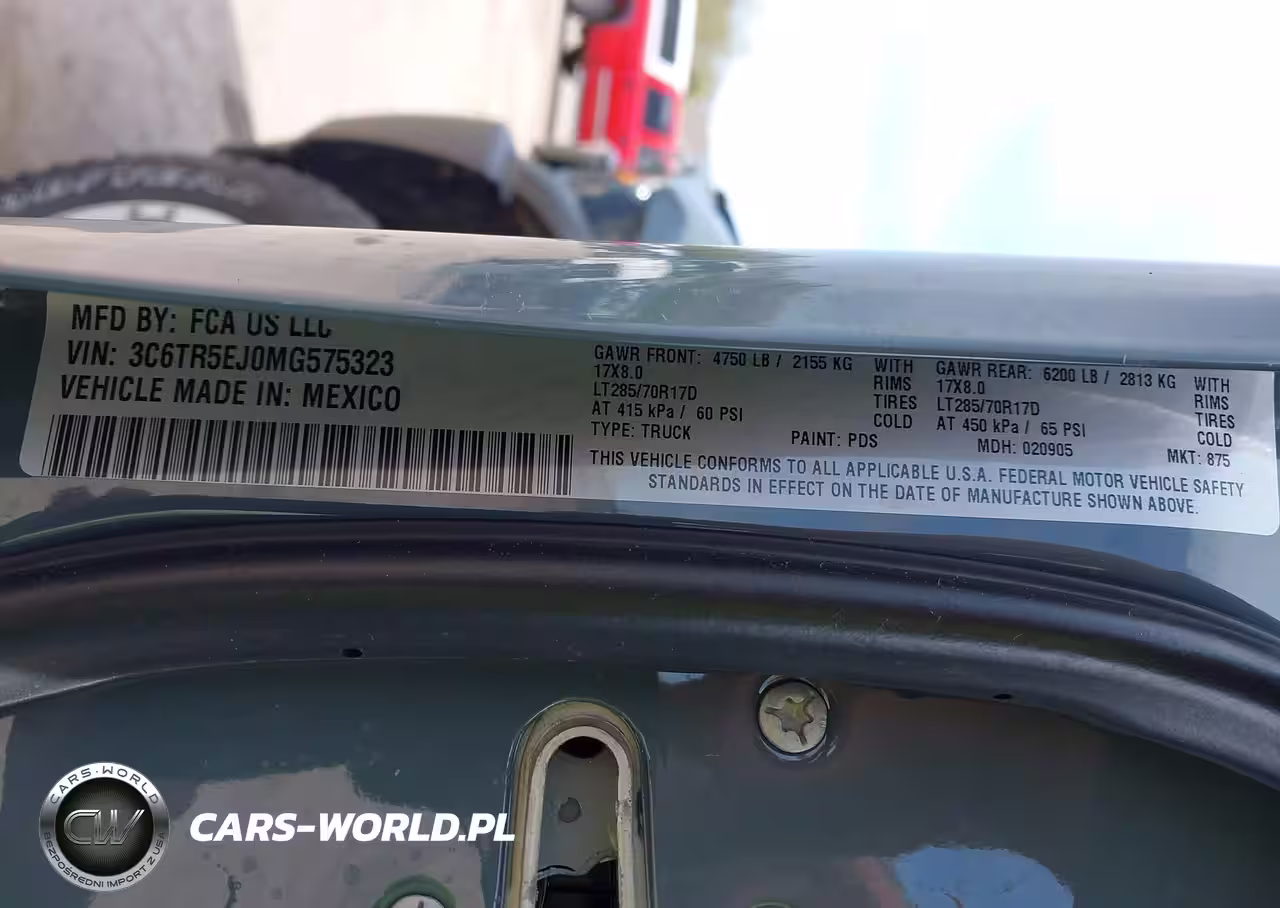 MFD BY: FCA US LLC
VIN: 3C6TR5EJ0MG575323
VEHICLE MADE IN: MEXICO
GAWR FRONT: 4750 LB / 2155 KG WITH
17X8.0 RIMS
LT285/70R17D TIRES
AT 415 kPa / 60 PSI COLD
GAWR REAR: 6200 LB / 2813 KG WITH
17X8.0 RIMS
LT285/70R17D TIRES
AT 450 kPa / 65 PSI COLD
TYPE: TRUCK PAINT: PDS MDH: 020905 MKT: 875
THIS VEHICLE CONFORMS TO ALL APPLICABLE U.S.A. FEDERAL MOTOR VEHICLE SAFETY
STANDARDS IN EFFECT ON THE DATE OF MANUFACTURE SHOWN ABOVE.
CARS-WORLD
CW
BEZPOŚREDNI IMPORT Z USA
CARS-WORLD.PL